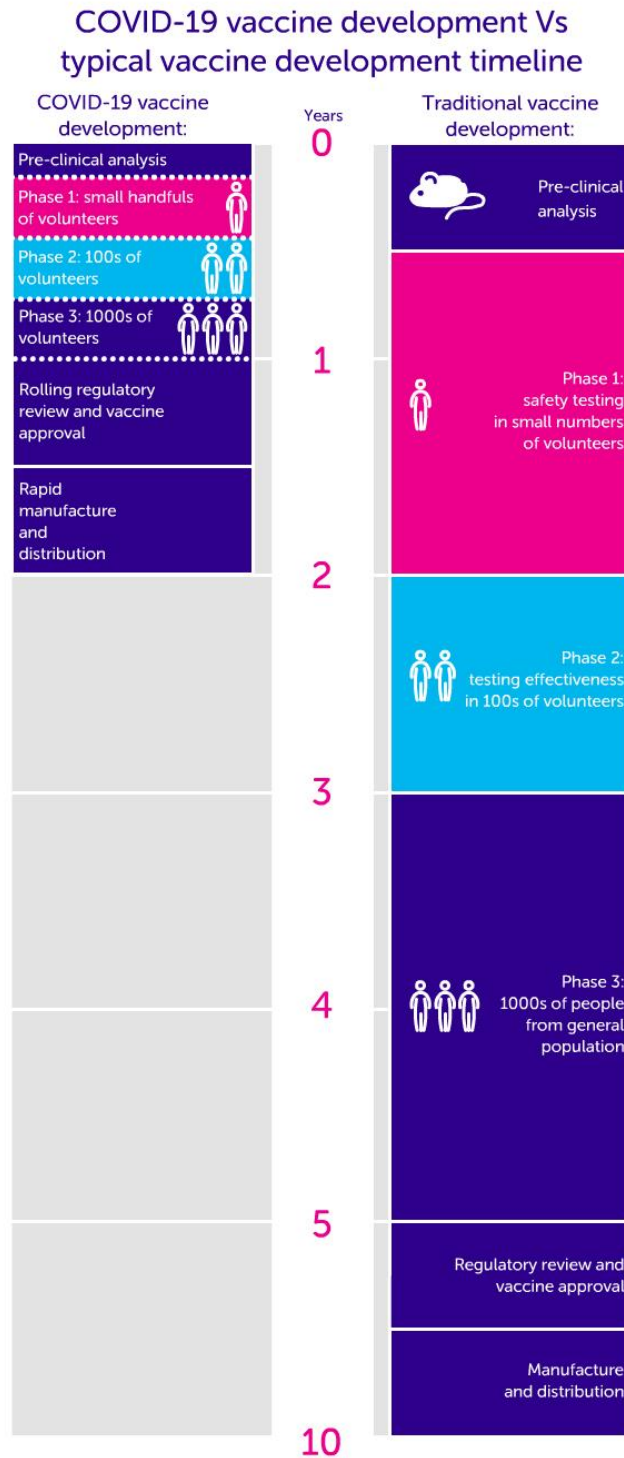 COVID-19 vaccine development Vs
typical vaccine development timeline
COVID-19 vaccine
development:
Years
Traditional vaccine
development:
0
Pre-clinical analysis
Phase 1: small handfuls
of volunteers
Phase 2: 100s of
volunteers
Phase 3: 1000s of
volunteers
Rolling regulatory
review and vaccine
approval
Rapid
manufacture
and
distribution
1
2
3
4
5
10
Pre-clinical
analysis
Phase 1:
safety testing
in small numbers
of volunteers
Phase 2:
testing effectiveness
in 100s of volunteers
Phase 3:
1000s of people
from general
population
Regulatory review and
vaccine approval
Manufacture
and distribution